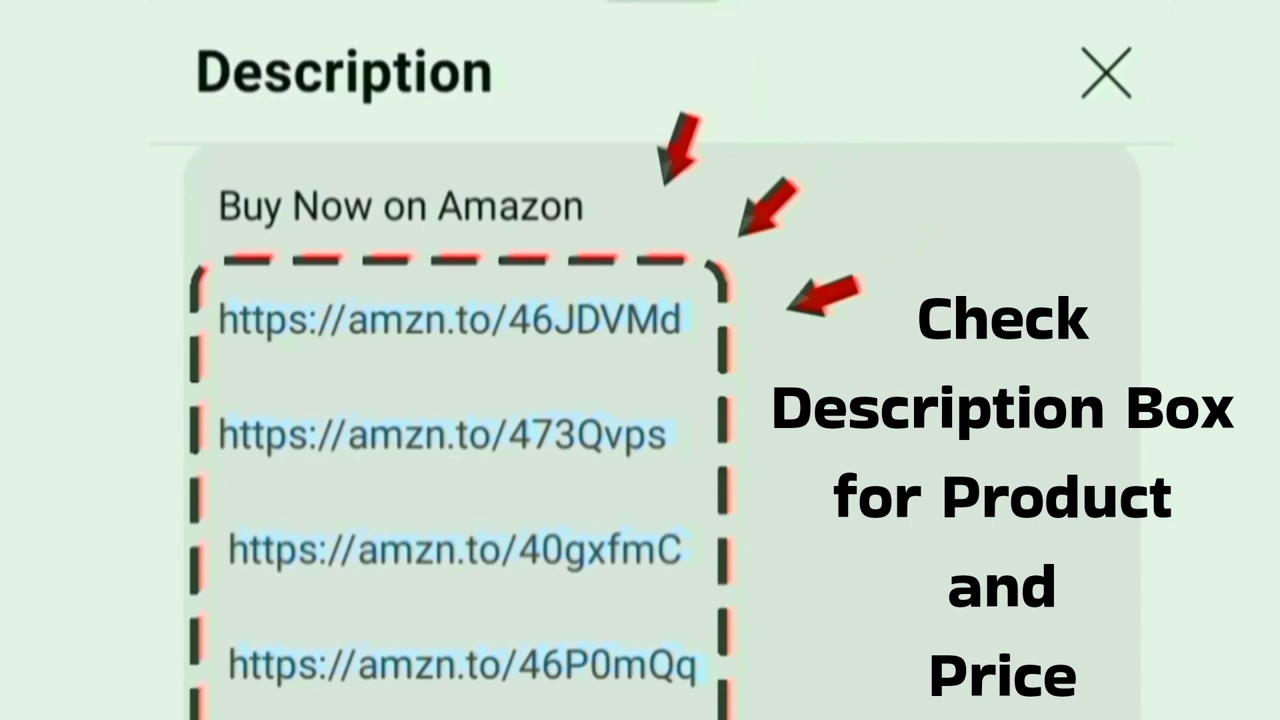 Description
Buy Now on Amazon
https://amzn.to/46JDVMd
https://amzn.to/473Qvps
https://amzn.to/40gxfmC
https://amzn.to/46P0mQq
Check
Description Box
for Product
and
Price